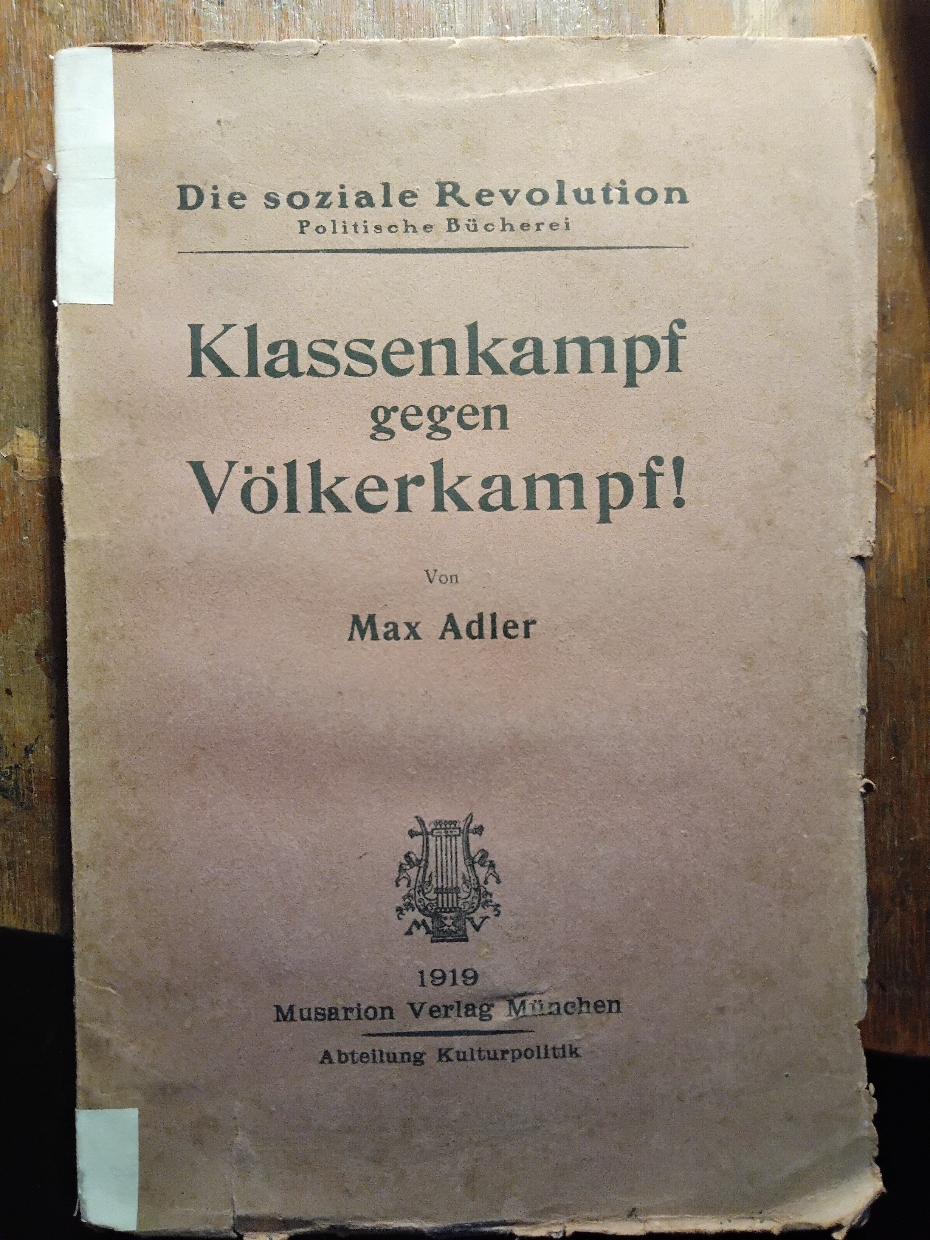 Die soziale Revolution
Politische Bücherei
Klassenkampf
gegen
Völkerkampf!
Von
Max Adler
M V
1919
Musarion Verlag München
Abteilung Kulturpolitik